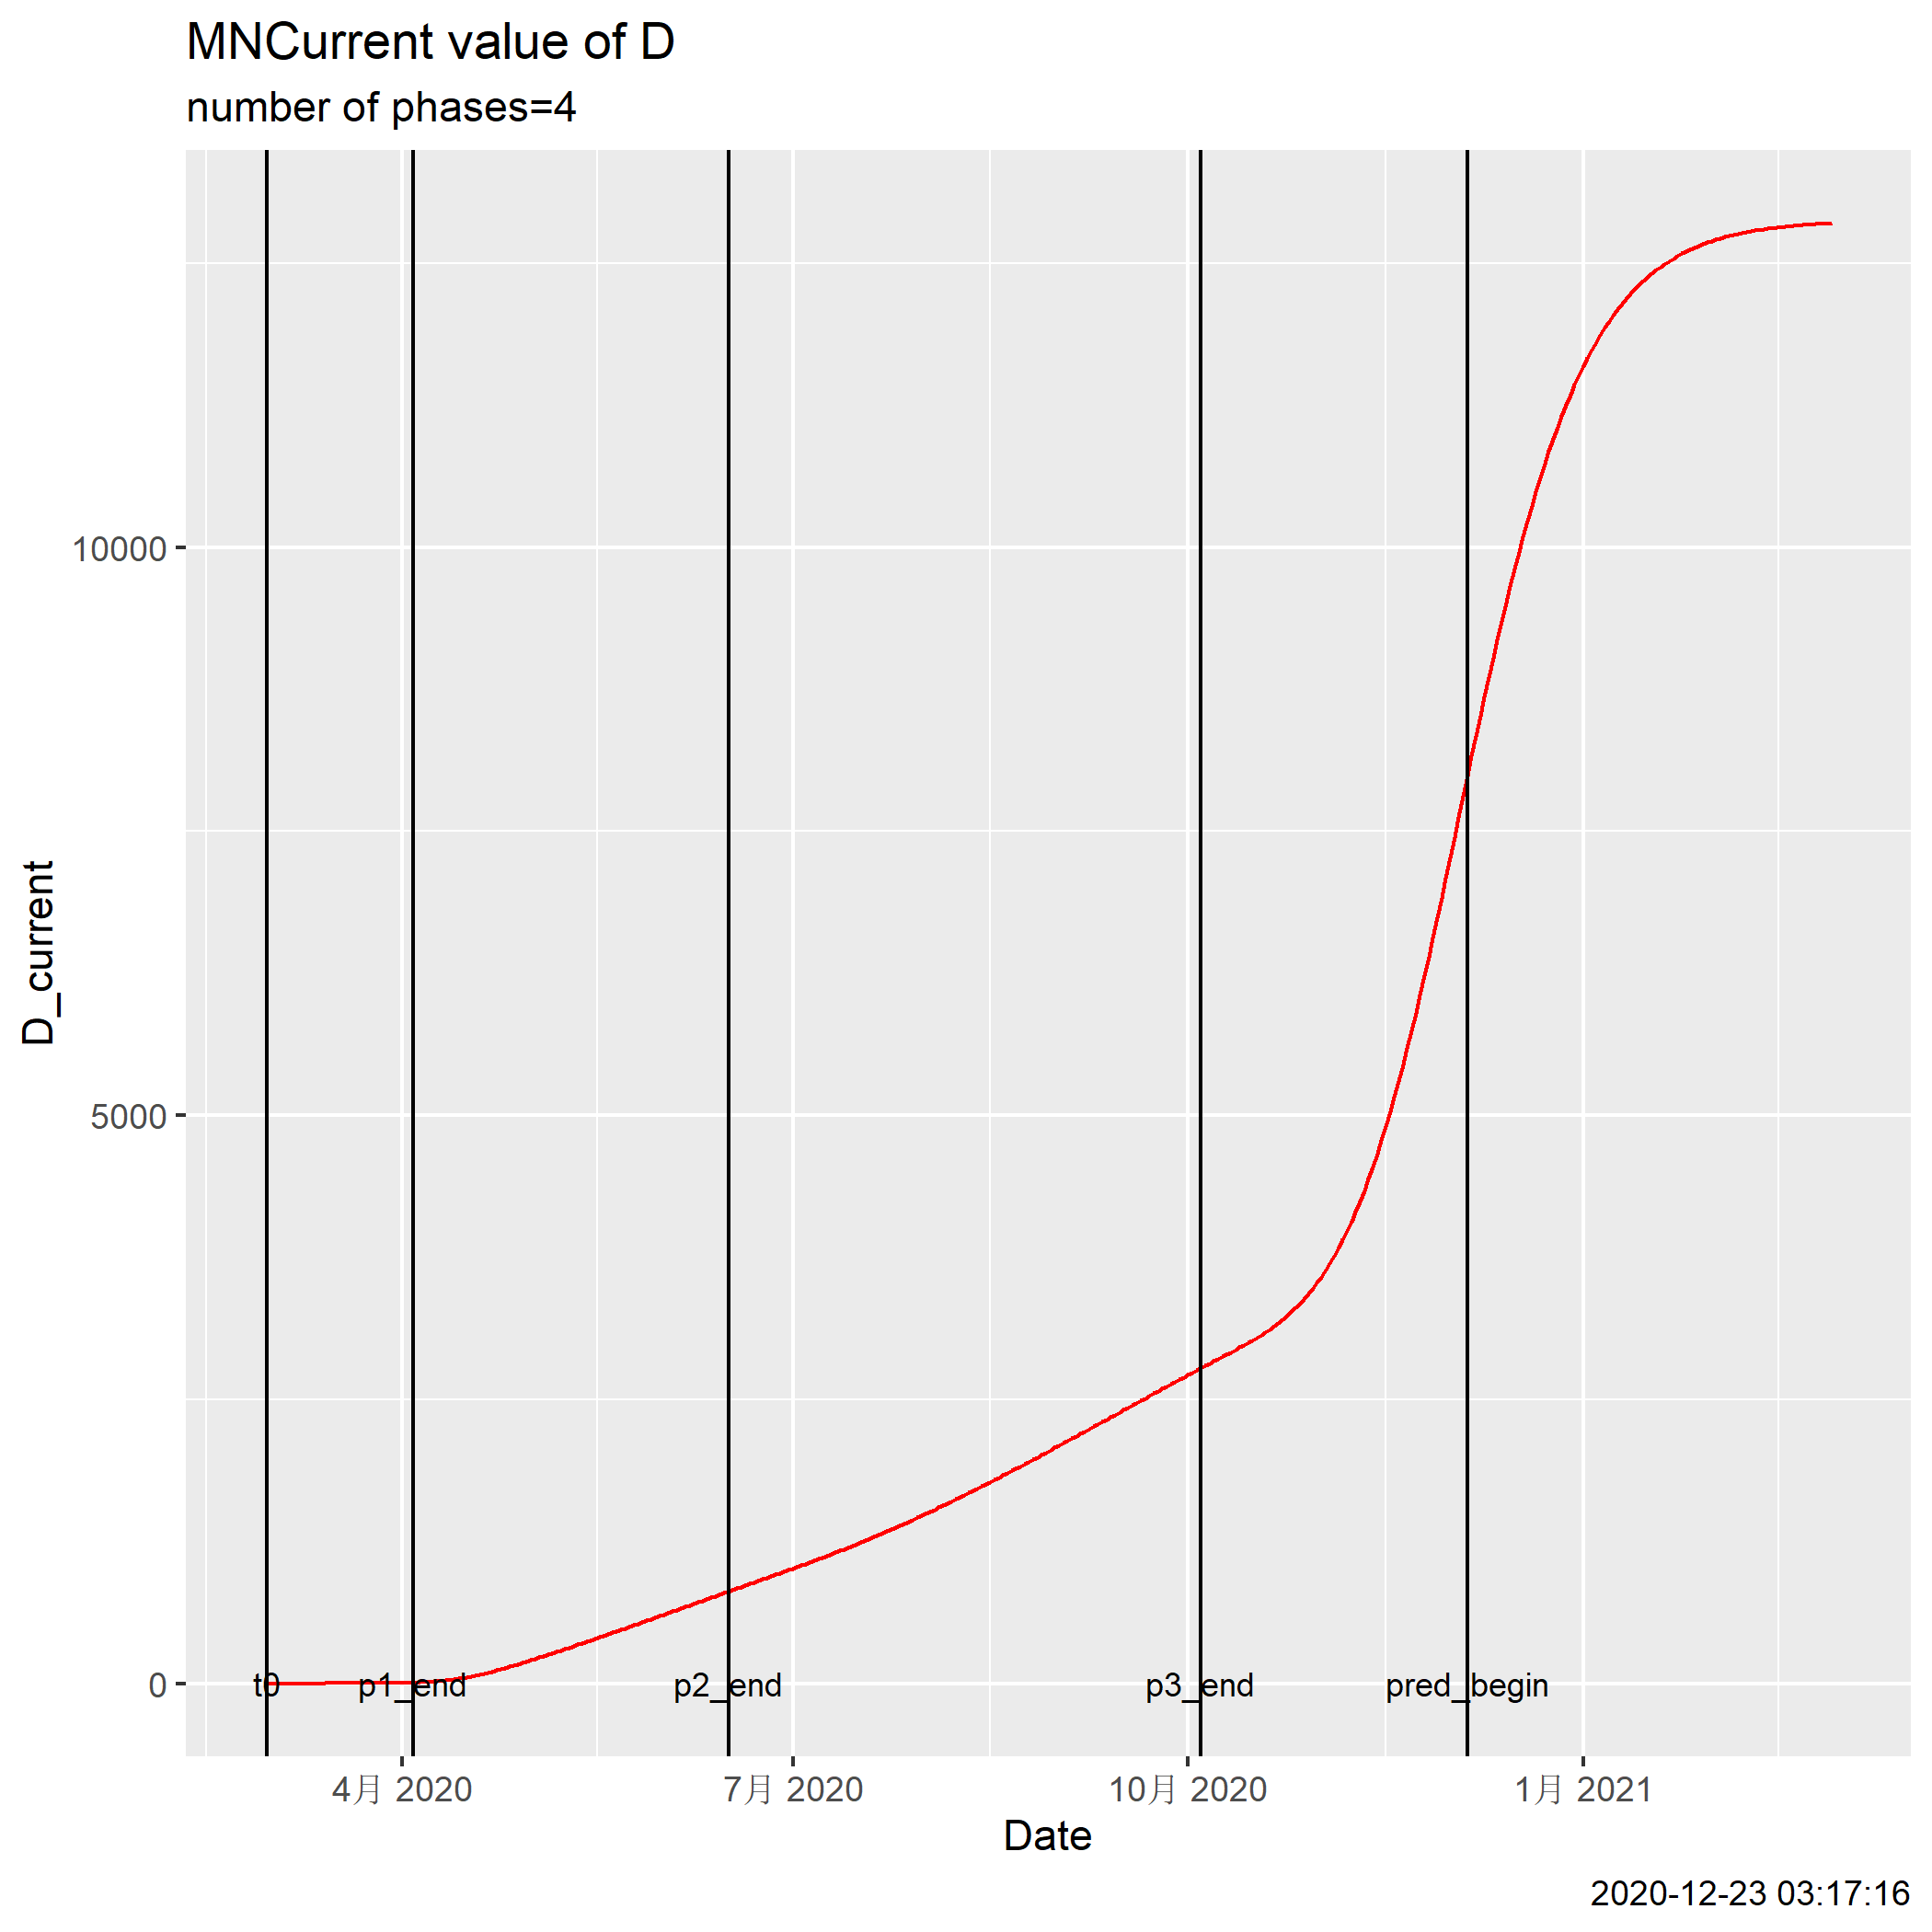 MNCurrent value of D
number of phases=4
D_current
10000
5000
0
t0 p1_end p2_end p3_end pred_begin
4月 2020 7月 2020 10月 2020 1月 2021
Date
2020-12-23 03:17:16